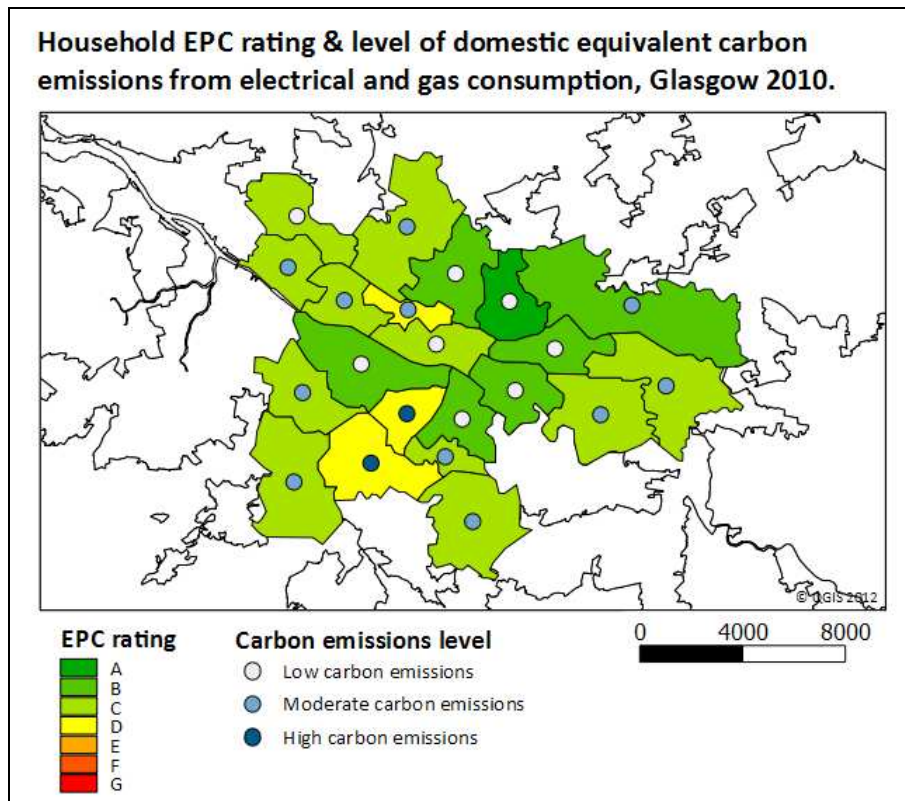 Household EPC rating & level of domestic equivalent carbon
emissions from electrical and gas consumption, Glasgow 2010.
© UGIS 2012
EPC rating
A
B
C
D
E
F
G
Carbon emissions level
Low carbon emissions
Moderate carbon emissions
High carbon emissions
0 4000 8000